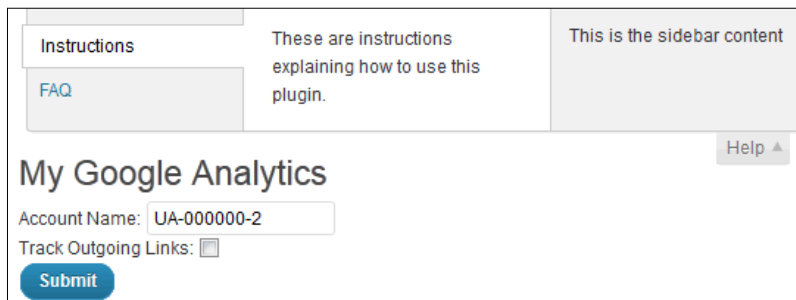 Instructions
FAQ
These are instructions
explaining how to use this
plugin.
This is the sidebar content
Help
My Google Analytics
Account Name: UA-000000-2
Track Outgoing Links:
Submit